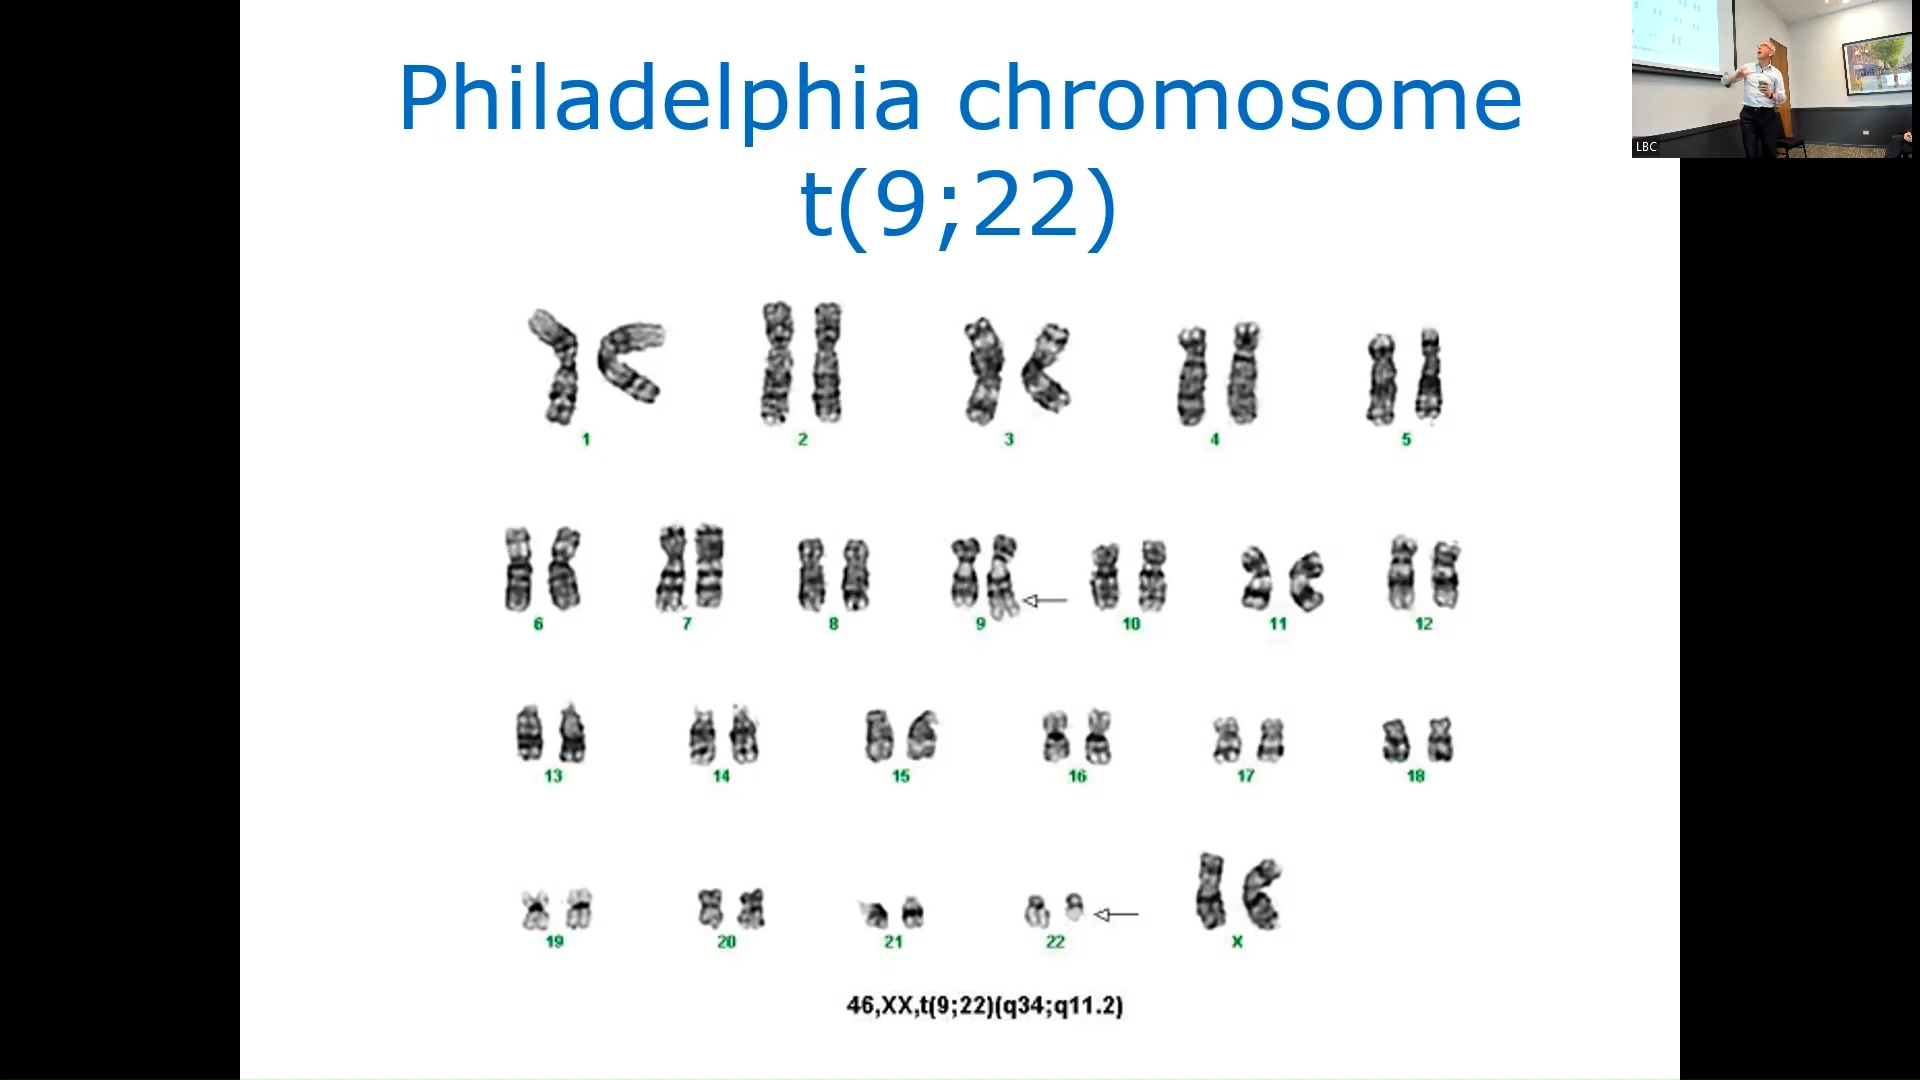 Philadelphia chromosome
t(9;22)
LBC
1 2 3 4 5
6 7 8 9 10 11 12
13 14 15 16 17 18
19 20 21 22 X
46,XX,t(9;22)(q34;q11.2)